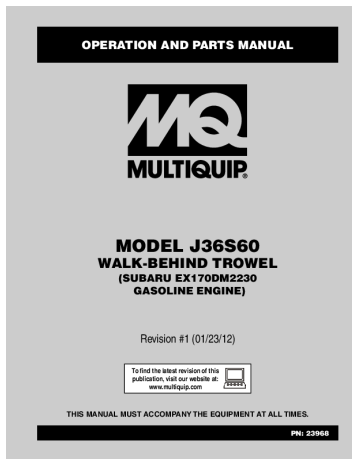 OPERATION AND PARTS MANUAL
MQ
MULTIQUIP®
MODEL J36S60
WALK-BEHIND TROWEL
(SUBARU EX170DM2230
GASOLINE ENGINE)
Revision #1 (01/23/12)
To find the latest revision of this
publication, visit our website at:
www.multiquip.com
THIS MANUAL MUST ACCOMPANY THE EQUIPMENT AT ALL TIMES.
PN: 23968